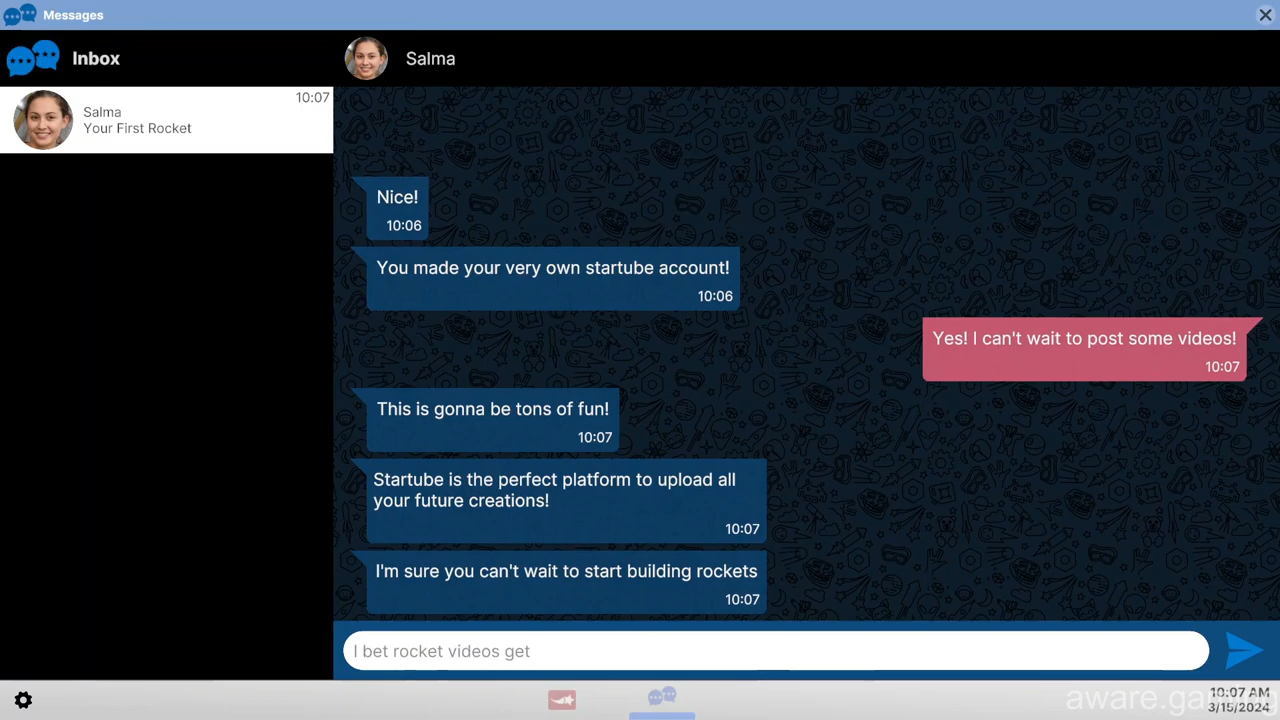 Messages
Inbox
Salma
10:07
Salma
Your First Rocket
Nice!
10:06
You made your very own startube account!
10:06
Yes! I can't wait to post some videos!
10:07
This is gonna be tons of fun!
10:07
Startube is the perfect platform to upload all
your future creations!
10:07
I'm sure you can't wait to start building rockets
10:07
I bet rocket videos get
aware.gaming
10:07 AM
3/15/2024